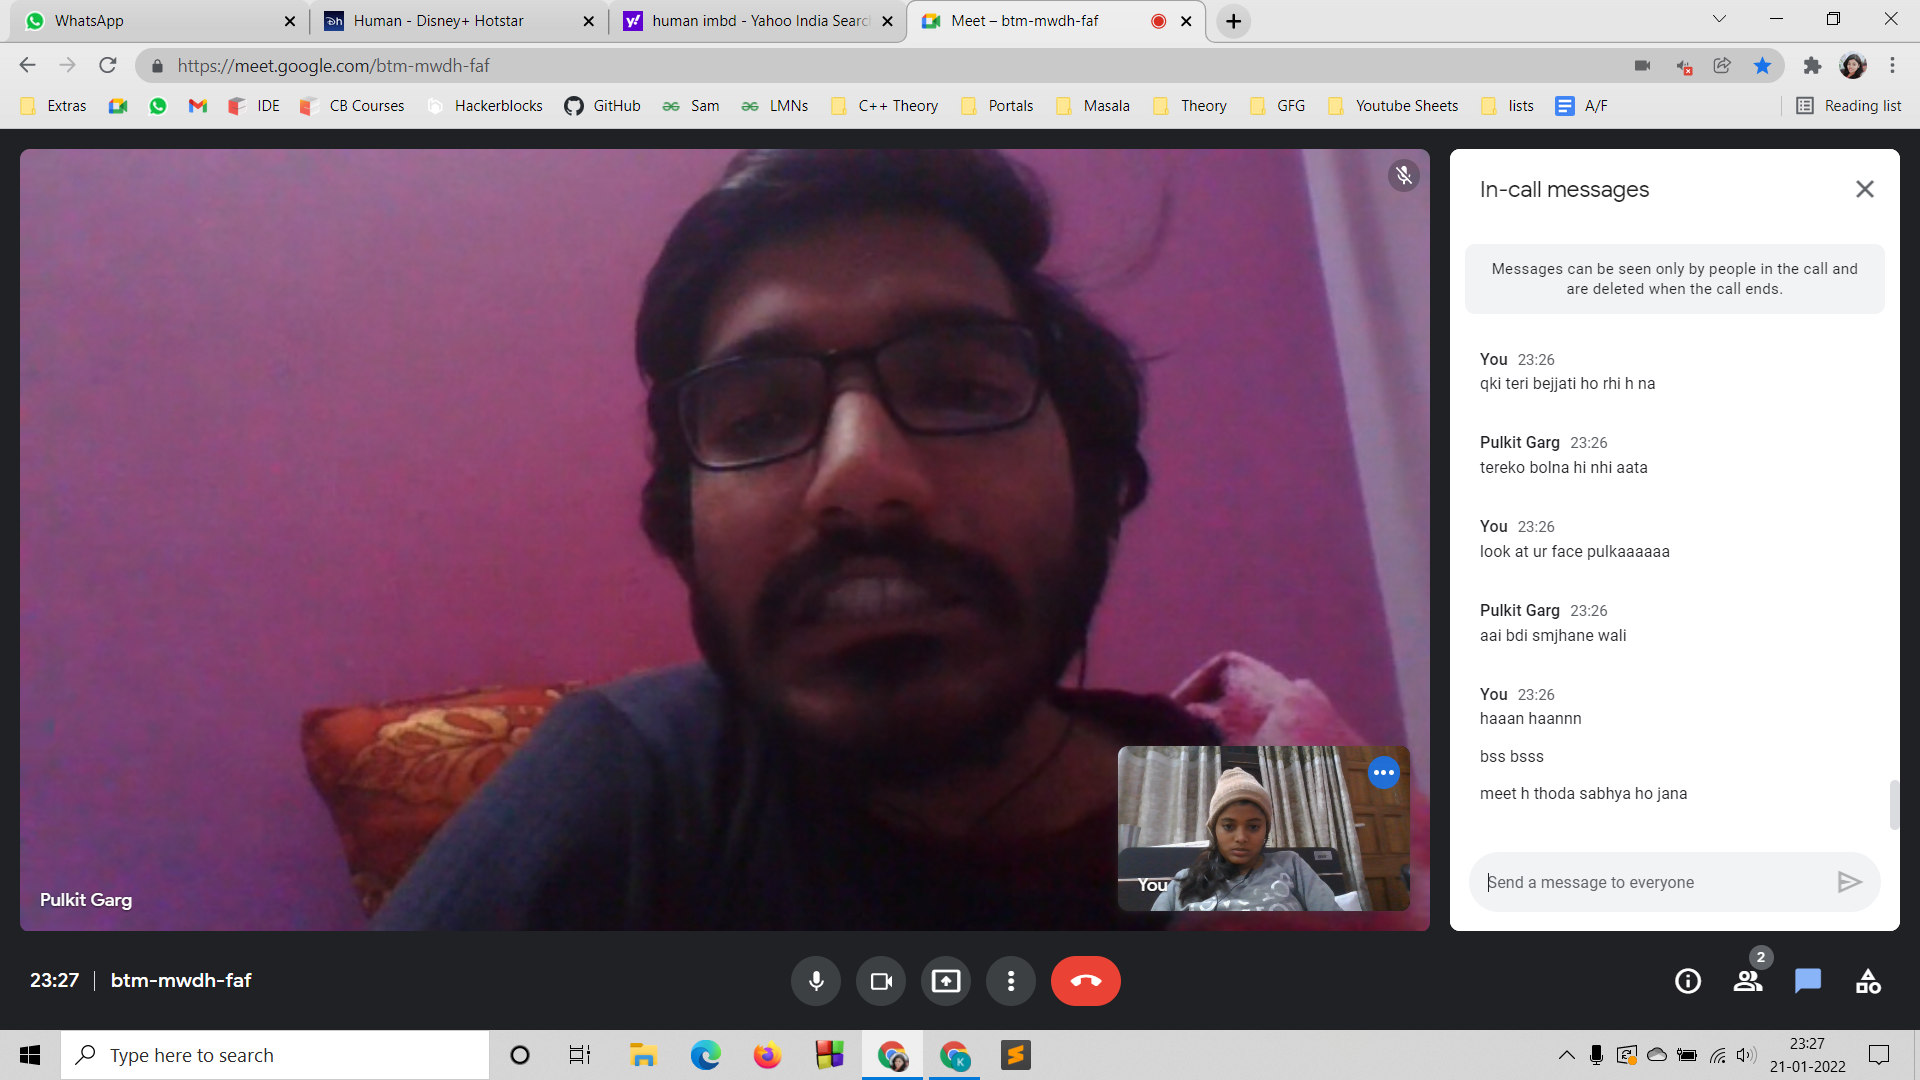 WhatsApp
Human - Disney+ Hotstar
human imbd - Yahoo India Searc
Meet – btm-mwdh-faf
https://meet.google.com/btm-mwdh-faf
Extras
IDE
CB Courses
Hackerblocks
GitHub
Sam
LMNs
C++ Theory
Portals
Masala
Theory
GFG
Youtube Sheets
lists
A/F
Reading list
Pulkit Garg
You
In-call messages
Messages can be seen only by people in the call and
are deleted when the call ends.
You 23:26
qki teri bejjati ho rhi h na
Pulkit Garg 23:26
tereko bolna hi nhi aata
You 23:26
look at ur face pulkaaaaaa
Pulkit Garg 23:26
aai bdi smjhane wali
You 23:26
haaan haannn
bss bsss
meet h thoda sabhya ho jana
Send a message to everyone
23:27 | btm-mwdh-faf
2
Type here to search
K
23:27
21-01-2022